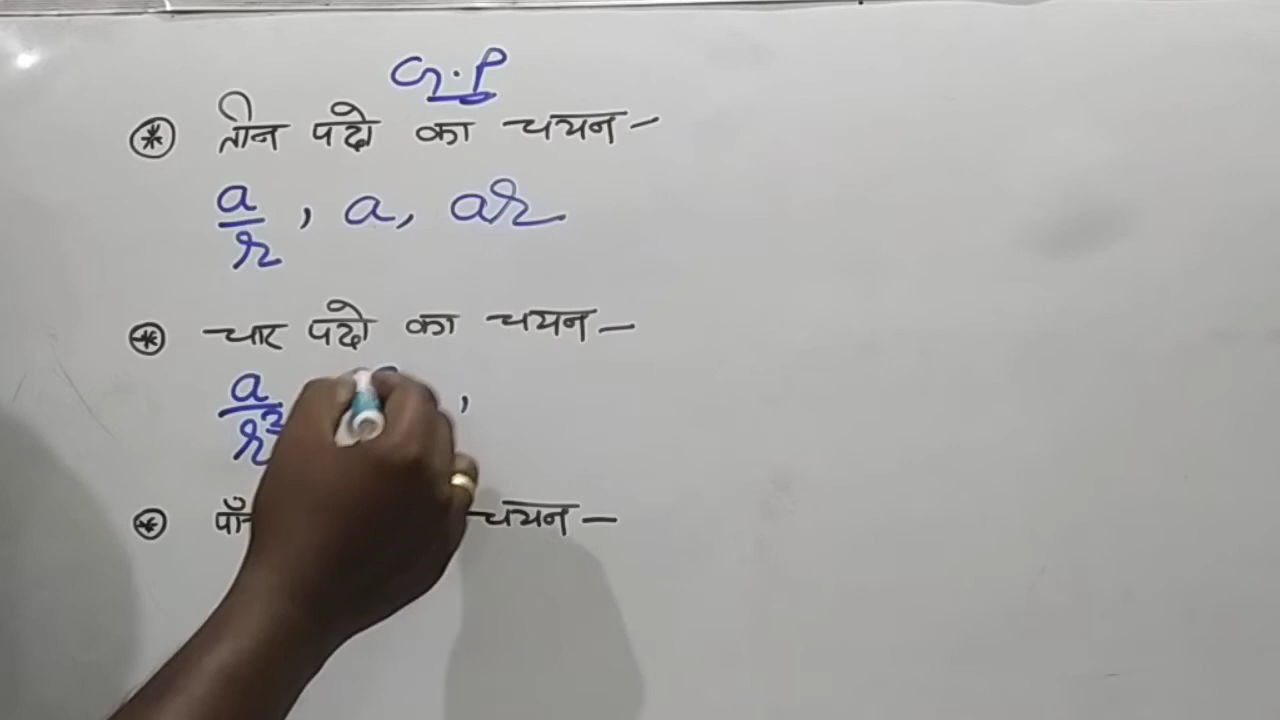 G.P
* तीन पदो का चयन-
a/r, a, ar
* चार पदो का चयन-
a/r³ ,
* चयन-